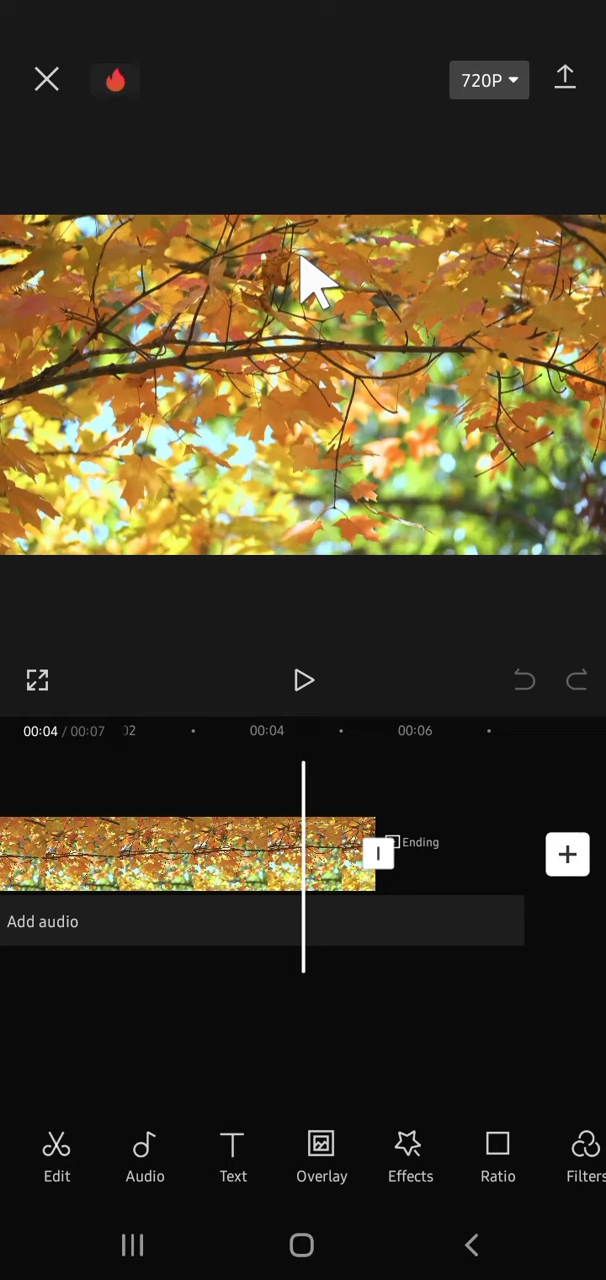 720P
00:04 / 00:07
02
00:04
00:06
Ending
Add audio
Edit
Audio
Text
Overlay
Effects
Ratio
Filters